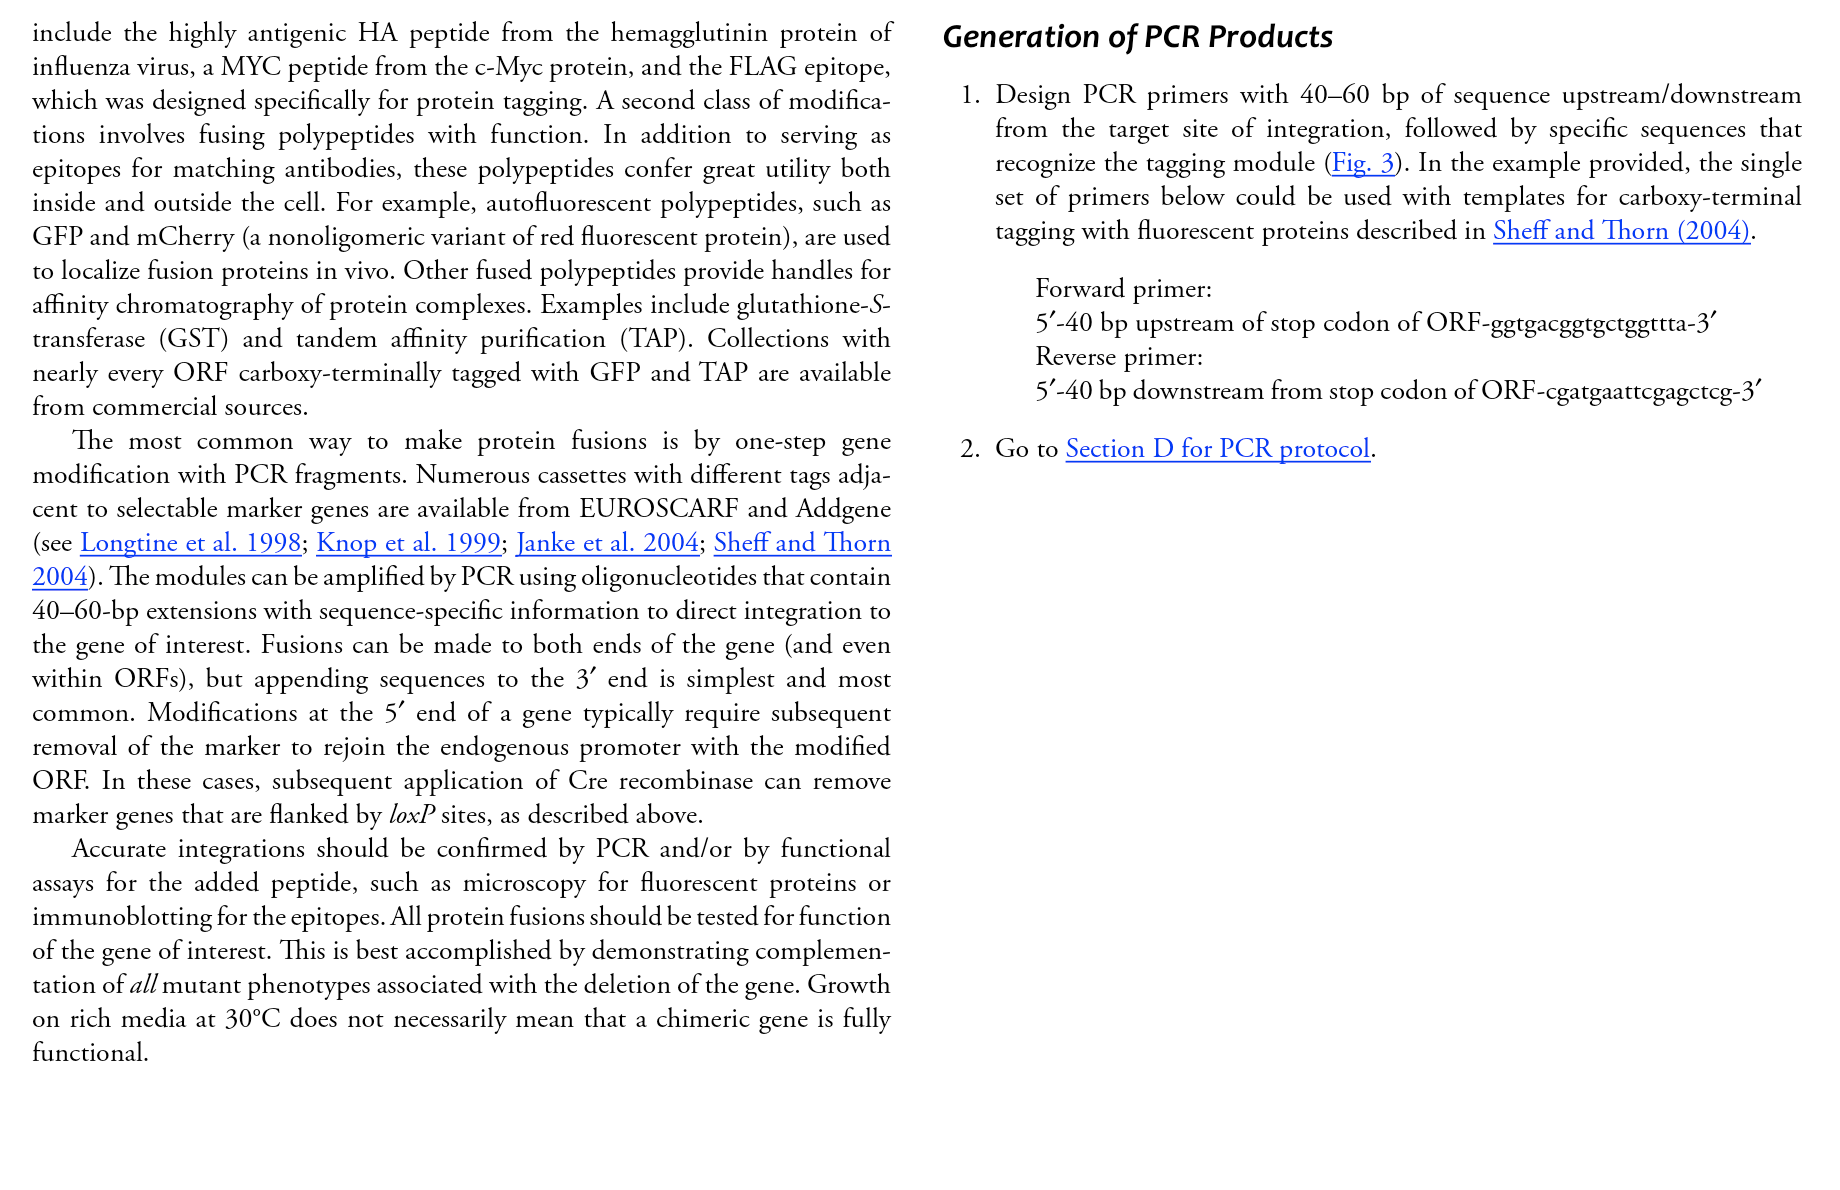 include the highly antigenic HA peptide from the hemagglutinin protein of
influenza virus, a MYC peptide from the c-Myc protein, and the FLAG epitope,
which was designed specifically for protein tagging. A second class of modifica-
tions involves fusing polypeptides with function. In addition to serving as
epitopes for matching antibodies, these polypeptides confer great utility both
inside and outside the cell. For example, autofluorescent polypeptides, such as
GFP and mCherry (a nonoligomeric variant of red fluorescent protein), are used
to localize fusion proteins in vivo. Other fused polypeptides provide handles for
affinity chromatography of protein complexes. Examples include glutathione-S-
transferase (GST) and tandem affinity purification (TAP). Collections with
nearly every ORF carboxy-terminally tagged with GFP and TAP are available
from commercial sources.
The most common way to make protein fusions is by one-step gene
modification with PCR fragments. Numerous cassettes with different tags adja-
cent to selectable marker genes are available from EUROSCARF and Addgene
(see Longtine et al. 1998; Knop et al. 1999; Janke et al. 2004; Sheff and Thorn
2004). The modules can be amplified by PCR using oligonucleotides that contain
40–60-bp extensions with sequence-specific information to direct integration to
the gene of interest. Fusions can be made to both ends of the gene (and even
within ORFs), but appending sequences to the 3′ end is simplest and most
common. Modifications at the 5′ end of a gene typically require subsequent
removal of the marker to rejoin the endogenous promoter with the modified
ORF. In these cases, subsequent application of Cre recombinase can remove
marker genes that are flanked by loxP sites, as described above.
Accurate integrations should be confirmed by PCR and/or by functional
assays for the added peptide, such as microscopy for fluorescent proteins or
immunoblotting for the epitopes. All protein fusions should be tested for function
of the gene of interest. This is best accomplished by demonstrating complemen-
tation of all mutant phenotypes associated with the deletion of the gene. Growth
on rich media at 30°C does not necessarily mean that a chimeric gene is fully
functional.
Generation of PCR Products
1. Design PCR primers with 40–60 bp of sequence upstream/downstream
from the target site of integration, followed by specific sequences that
recognize the tagging module (Fig. 3). In the example provided, the single
set of primers below could be used with templates for carboxy-terminal
tagging with fluorescent proteins described in Sheff and Thorn (2004).
Forward primer:
5′-40 bp upstream of stop codon of ORF-ggtgacggtgctggttta-3′
Reverse primer:
5′-40 bp downstream from stop codon of ORF-cgatgaattcgagctcg-3′
2. Go to Section D for PCR protocol.